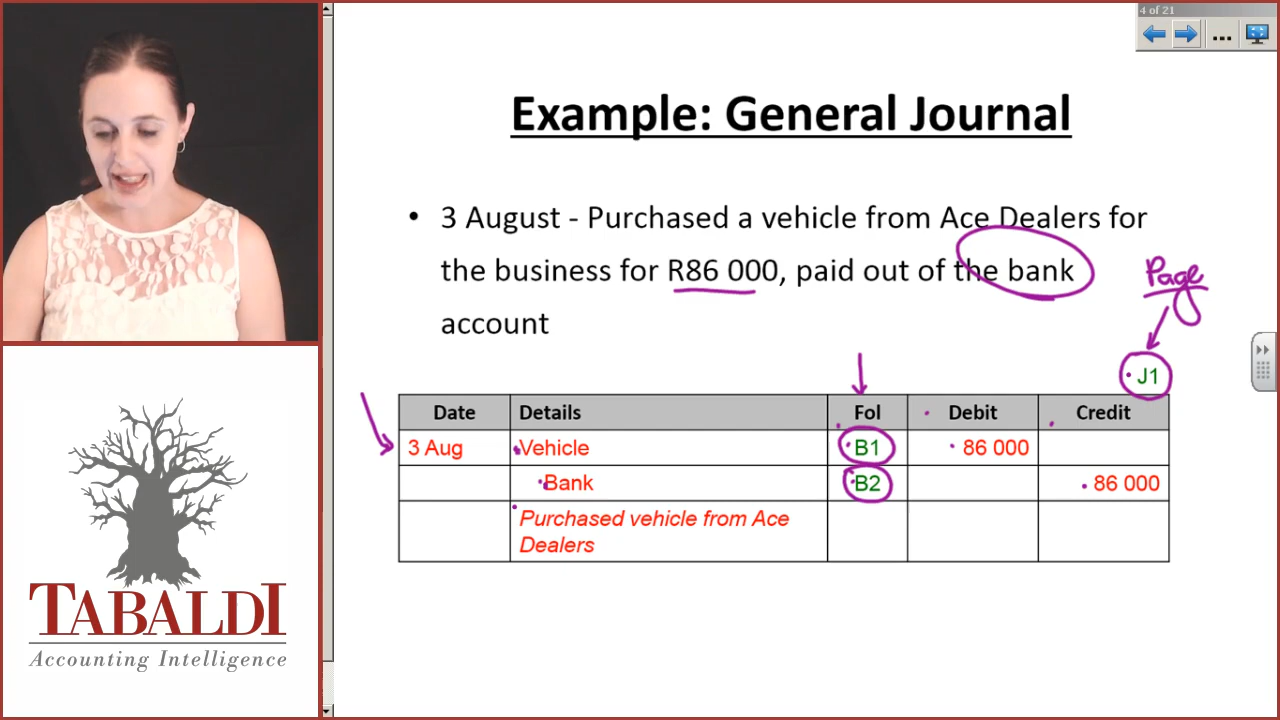 4 of 21
...
Example: General Journal
• 3 August - Purchased a vehicle from Ace Dealers for
the business for R86 000, paid out of the bank
account
Page
J1
Date Details Fol Debit Credit
3 Aug Vehicle B1 86 000
Bank B2 86 000
Purchased vehicle from Ace
Dealers
TABALDI
Accounting Intelligence